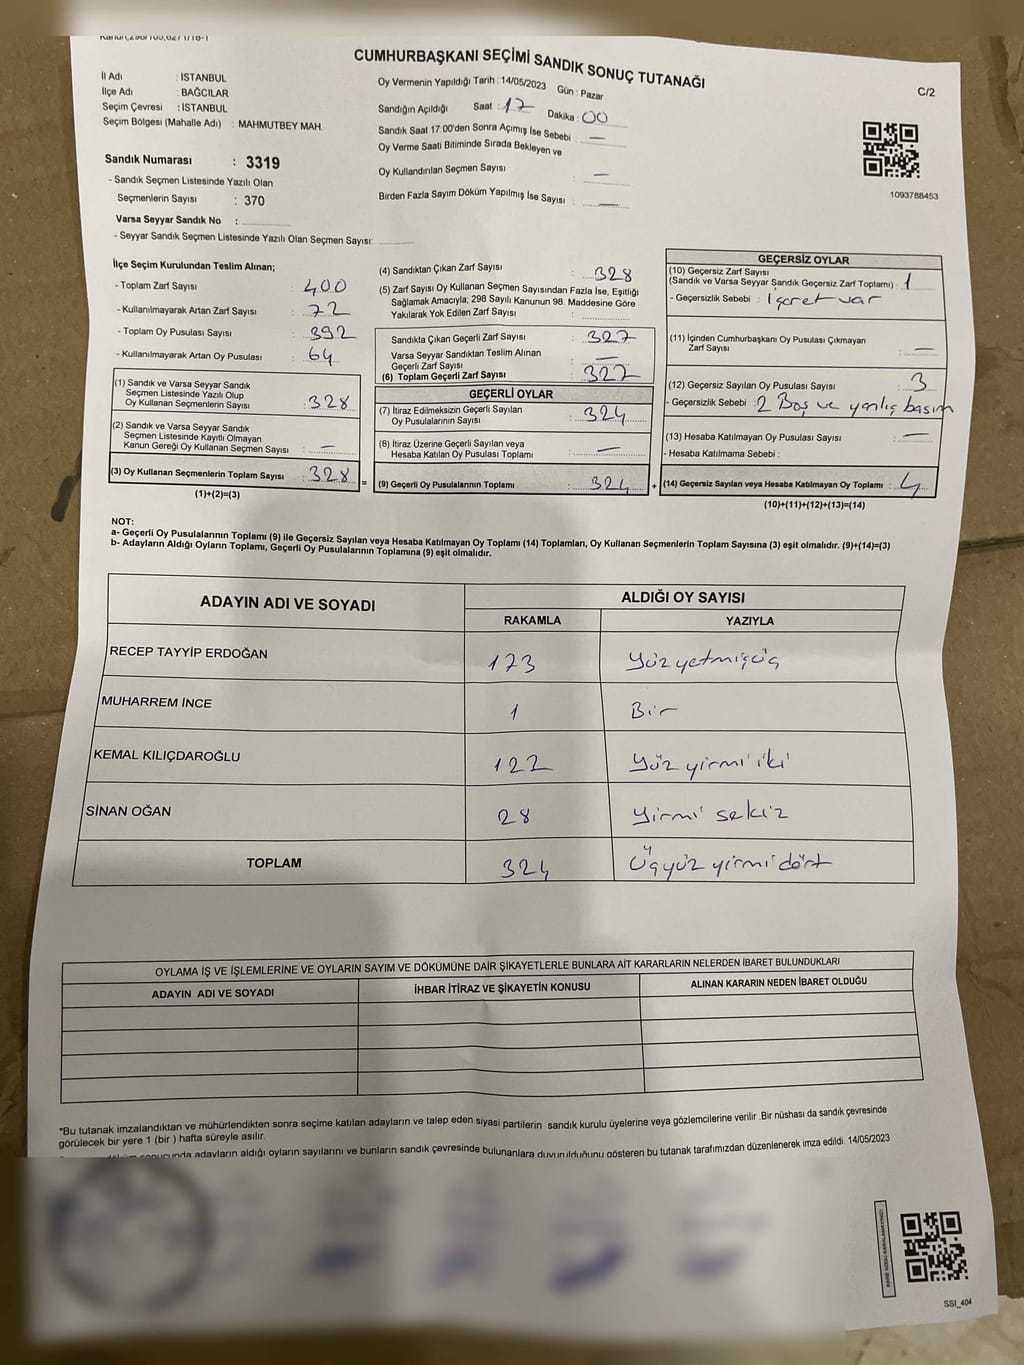 CUMHURBAŞKANI SEÇİMİ SANDIK SONUÇ TUTANAĞI
C/2
İl Adı : İSTANBUL
İlçe Adı : BAĞCILAR
Seçim Çevresi : İSTANBUL
Seçim Bölgesi (Mahalle Adı) : MAHMUTBEY MAH.
Sandık Numarası : 3319
- Sandık Seçmen Listesinde Yazılı Olan
Seçmenlerin Sayısı : 370
Varsa Seyyar Sandık No :
- Seyyar Sandık Seçmen Listesinde Yazılı Olan Seçmen Sayısı:
Oy Vermenin Yapıldığı Tarih : 14/05/2023 Gün : Pazar
Sandığın Açıldığı Saat : 17 Dakika : 00
Sandık Saat 17.00'den Sonra Açımış İse Sebebi : —
Oy Verme Saati Bitiminde Sırada Bekleyen ve
Oy Kullandırılan Seçmen Sayısı : —
Birden Fazla Sayım Döküm Yapılmış İse Sayısı : —
1093788453
İlçe Seçim Kurulundan Teslim Alınan;
- Toplam Zarf Sayısı : 400
- Kullanılmayarak Artan Zarf Sayısı : 72
- Toplam Oy Pusulası Sayısı : 392
- Kullanılmayarak Artan Oy Pusulası : 64
(1) Sandık ve Varsa Seyyar Sandık
Seçmen Listesinde Yazılı Olup
Oy Kullanan Seçmenlerin Sayısı : 328
(2) Sandık ve Varsa Seyyar Sandık
Seçmen Listesinde Kayıtlı Olmayan
Kanun Gereği Oy Kullanan Seçmen Sayısı : —
(3) Oy Kullanan Seçmenlerin Toplam Sayısı : 328
(1)+(2)=(3)
=
(4) Sandıktan Çıkan Zarf Sayısı : 328
(5) Zarf Sayısı Oy Kullanan Seçmen Sayısından Fazla İse, Eşitliği
Sağlamak Amacıyla; 298 Sayılı Kanunun 98. Maddesine Göre
Yakılarak Yok Edilen Zarf Sayısı :
Sandıkta Çıkan Geçerli Zarf Sayısı : 327
Varsa Seyyar Sandıktan Teslim Alınan
Geçerli Zarf Sayısı : —
(6) Toplam Geçerli Zarf Sayısı : 327
GEÇERLİ OYLAR
(7) İtiraz Edilmeksizin Geçerli Sayılan
Oy Pusulalarının Sayısı : 324
(8) İtiraz Üzerine Geçerli Sayılan veya
Hesaba Katılan Oy Pusulası Toplamı : —
(9) Geçerli Oy Pusulalarının Toplamı : 324
+
GEÇERSİZ OYLAR
(10) Geçersiz Zarf Sayısı
(Sandık ve Varsa Seyyar Sandık Geçersiz Zarf Toplamı) : 1
- Geçersizlik Sebebi : İşaret var
(11) İçinden Cumhurbaşkanı Oy Pusulası Çıkmayan
Zarf Sayısı : —
(12) Geçersiz Sayılan Oy Pusulası Sayısı : 3
- Geçersizlik Sebebi : 2 Boş ve yanlış basım
(13) Hesaba Katılmayan Oy Pusulası Sayısı : —
- Hesaba Katılmama Sebebi :
(14) Geçersiz Sayılan veya Hesaba Katılmayan Oy Toplamı : 4
(10)+(11)+(12)+(13)=(14)
NOT:
a- Geçerli Oy Pusulalarının Toplamı (9) ile Geçersiz Sayılan veya Hesaba Katılmayan Oy Toplamı (14) Toplamları, Oy Kullanan Seçmenlerin Toplam Sayısına (3) eşit olmalıdır. (9)+(14)=(3)
b- Adayların Aldığı Oyların Toplamı, Geçerli Oy Pusulalarının Toplamına (9) eşit olmalıdır.
ADAYIN ADI VE SOYADI ALDIĞI OY SAYISI
RAKAMLA YAZIYLA
RECEP TAYYİP ERDOĞAN 173 Yüz yetmişüç
MUHARREM İNCE 1 Bir
KEMAL KILIÇDAROĞLU 122 Yüz yirmi iki
SİNAN OĞAN 28 Yirmi sekiz
TOPLAM 324 Üçyüz yirmi dört
OYLAMA İŞ VE İŞLEMLERİNE VE OYLARIN SAYIM VE DÖKÜMÜNE DAİR ŞİKAYETLERLE BUNLARA AİT KARARLARIN NELERDEN İBARET BULUNDUKLARI
ADAYIN ADI VE SOYADI İHBAR İTİRAZ VE ŞİKAYETİN KONUSU ALINAN KARARIN NEDEN İBARET OLDUĞU
*Bu tutanak imzalandıktan ve mühürlendikten sonra seçime katılan adayların ve talep eden siyasi partilerin sandık kurulu üyelerine veya gözlemcilerine verilir .Bir nüshası da sandık çevresinde
görülecek bir yere 1 (bir ) hafta süreyle asılır.
adayların aldığı oyların sayılarını ve bunların sandık çevresinde bulunanlara duyurulduğunu gösteren bu tutanak tarafımızdan düzenlenerek imza edildi. 14/05/2023
SSI_404